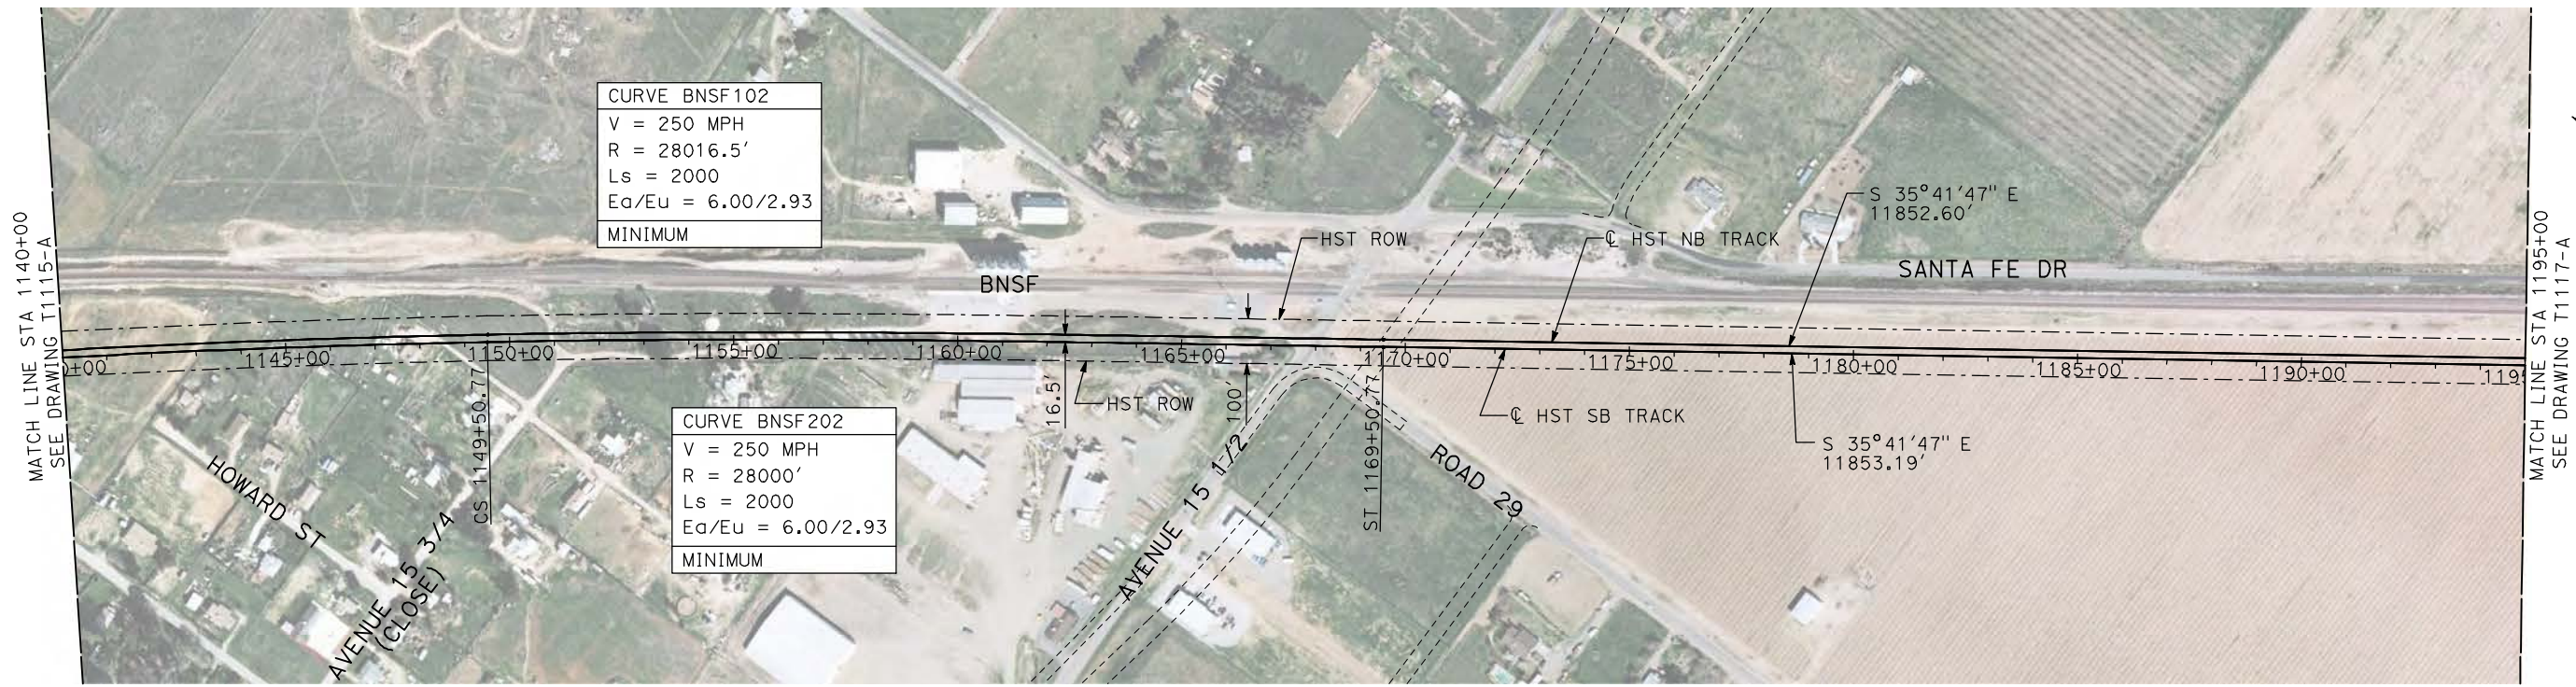 MATCH LINE STA 1140+00
SEE DRAWING T1115-A
CURVE BNSF102
V = 250 MPH
R = 28016.5′
Ls = 2000
Ea/Eu = 6.00/2.93
MINIMUM
S 35°41′47" E
11852.60′
HST ROW
℄ HST NB TRACK
BNSF
SANTA FE DR
1145+00
1150+00
1155+00
1160+00
1165+00
1170+00
1175+00
1180+00
1185+00
1190+00
CS 1149+50.77
16.5′
HST ROW
100′
ST 1169+50.77
℄ HST SB TRACK
S 35°41′47" E
11853.19′
CURVE BNSF202
V = 250 MPH
R = 28000′
Ls = 2000
Ea/Eu = 6.00/2.93
MINIMUM
HOWARD ST
AVENUE 15 3/4
(CLOSE)
AVENUE 15 1/2
ROAD 29
MATCH LINE STA 1195+00
SEE DRAWING T1117-A